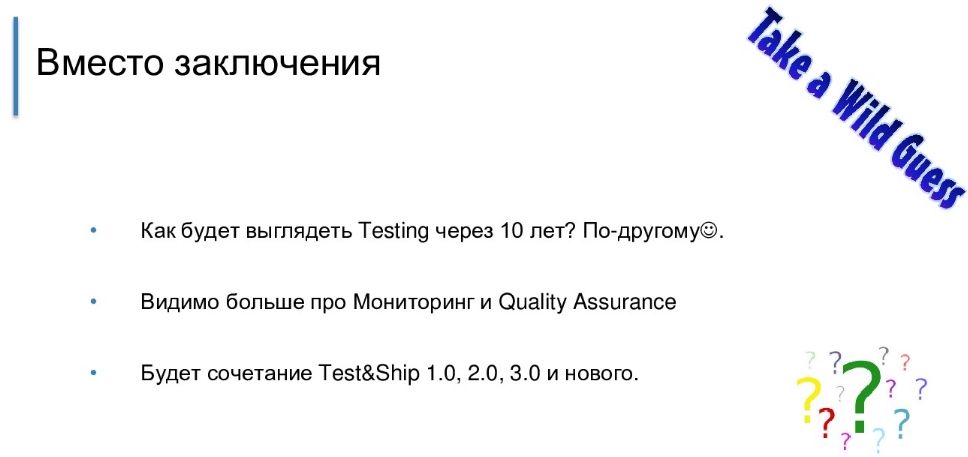 Вместо заключения
Take a Wild Guess
• Как будет выглядеть Testing через 10 лет? По-другому☺.
• Видимо больше про Мониторинг и Quality Assurance
• Будет сочетание Test&Ship 1.0, 2.0, 3.0 и нового.
? ? ? ? ? ? ? ? ? ? ? ? ?